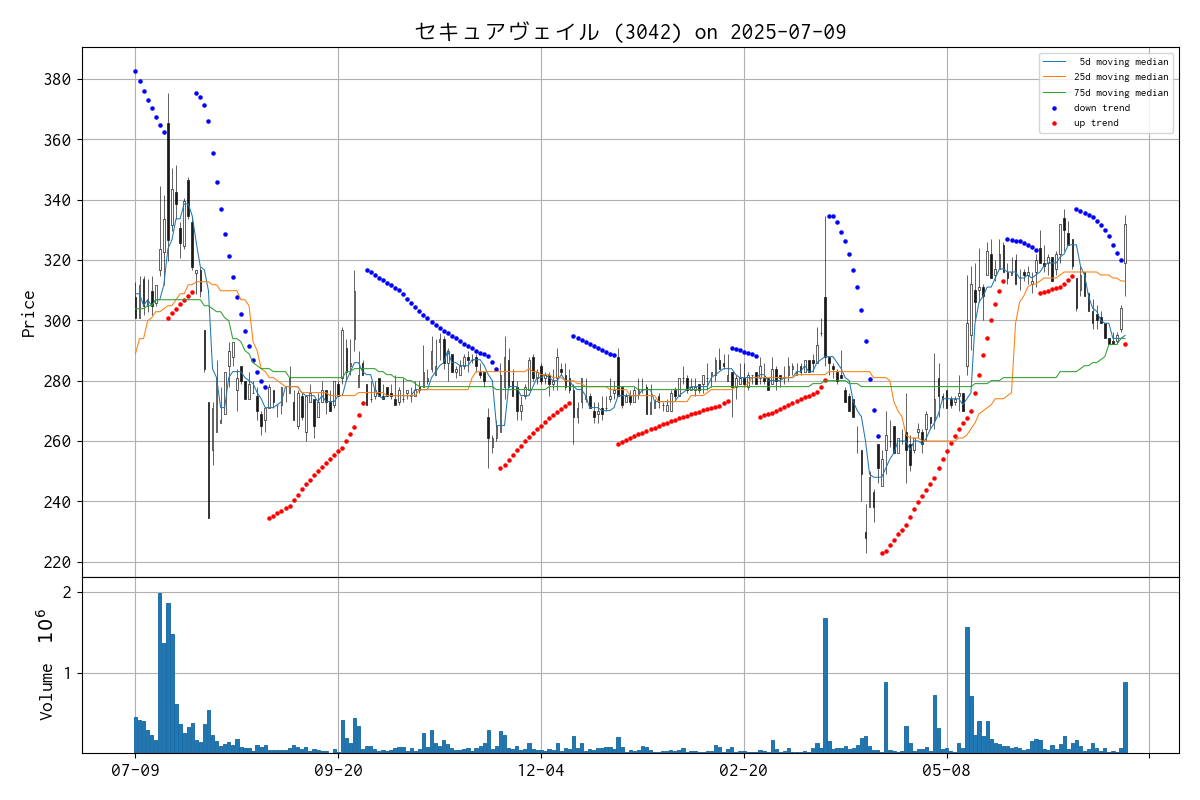 セキュアヴェイル (3042) on 2025-07-09
5d moving median
25d moving median
75d moving median
down trend
up trend
Price
380
360
340
320
300
280
260
240
220
Volume 10^6
2
1
07-09 09-20 12-04 02-20 05-08